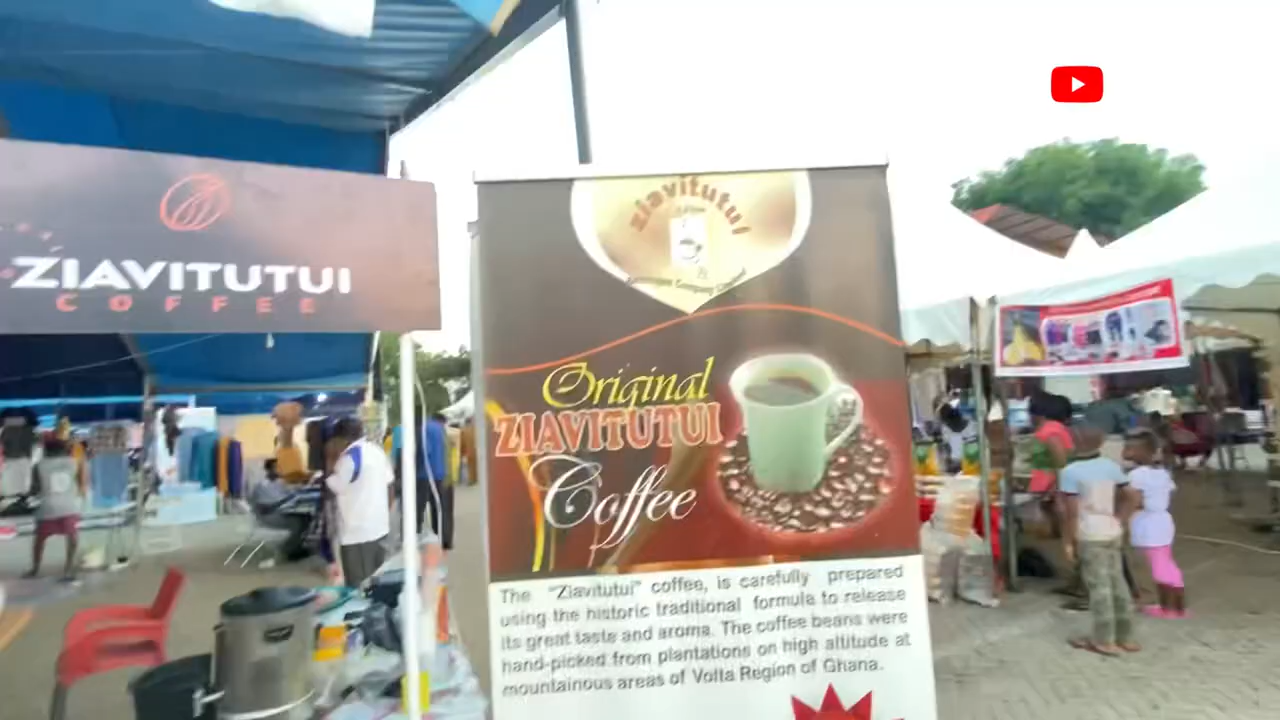 ZIAVITUTUI
COFFEE
ziavitutui
Original
ZIAVITUTUI
Coffee
The "Ziavitutui" coffee, is carefully prepared
using the historic traditional formula to release
its great taste and aroma. The coffee beans were
hand-picked from plantations on high altitude at
mountainous areas of Volta Region of Ghana.